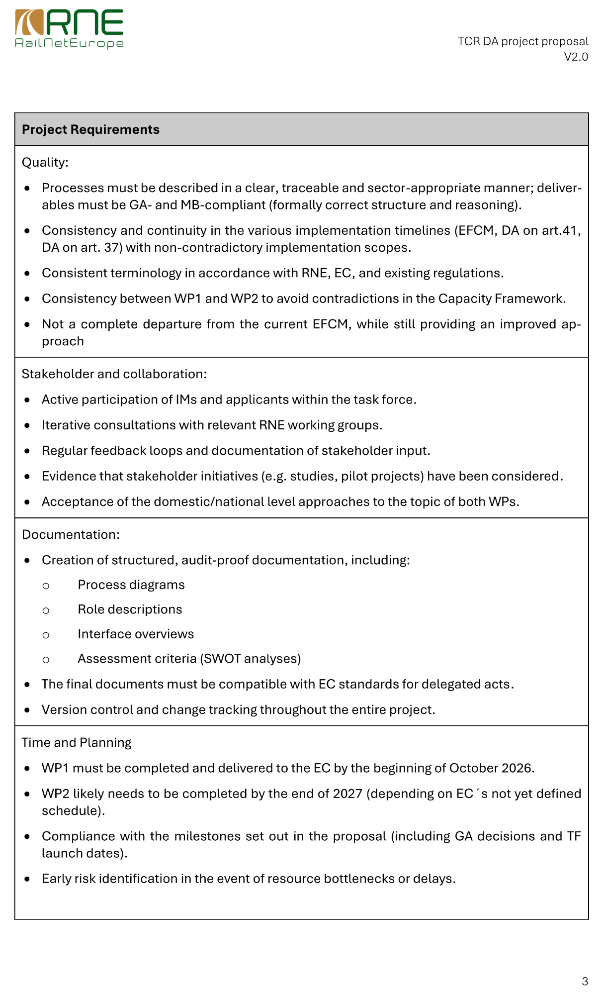 RNE
RailNetEurope
TCR DA project proposal
V2.0
Project Requirements
Quality:
• Processes must be described in a clear, traceable and sector-appropriate manner; deliver-
ables must be GA- and MB-compliant (formally correct structure and reasoning).
• Consistency and continuity in the various implementation timelines (EFCM, DA on art.41,
DA on art. 37) with non-contradictory implementation scopes.
• Consistent terminology in accordance with RNE, EC, and existing regulations.
• Consistency between WP1 and WP2 to avoid contradictions in the Capacity Framework.
• Not a complete departure from the current EFCM, while still providing an improved ap-
proach
Stakeholder and collaboration:
• Active participation of IMs and applicants within the task force.
• Iterative consultations with relevant RNE working groups.
• Regular feedback loops and documentation of stakeholder input.
• Evidence that stakeholder initiatives (e.g. studies, pilot projects) have been considered.
• Acceptance of the domestic/national level approaches to the topic of both WPs.
Documentation:
• Creation of structured, audit-proof documentation, including:
o Process diagrams
o Role descriptions
o Interface overviews
o Assessment criteria (SWOT analyses)
• The final documents must be compatible with EC standards for delegated acts.
• Version control and change tracking throughout the entire project.
Time and Planning
• WP1 must be completed and delivered to the EC by the beginning of October 2026.
• WP2 likely needs to be completed by the end of 2027 (depending on EC´s not yet defined
schedule).
• Compliance with the milestones set out in the proposal (including GA decisions and TF
launch dates).
• Early risk identification in the event of resource bottlenecks or delays.
3